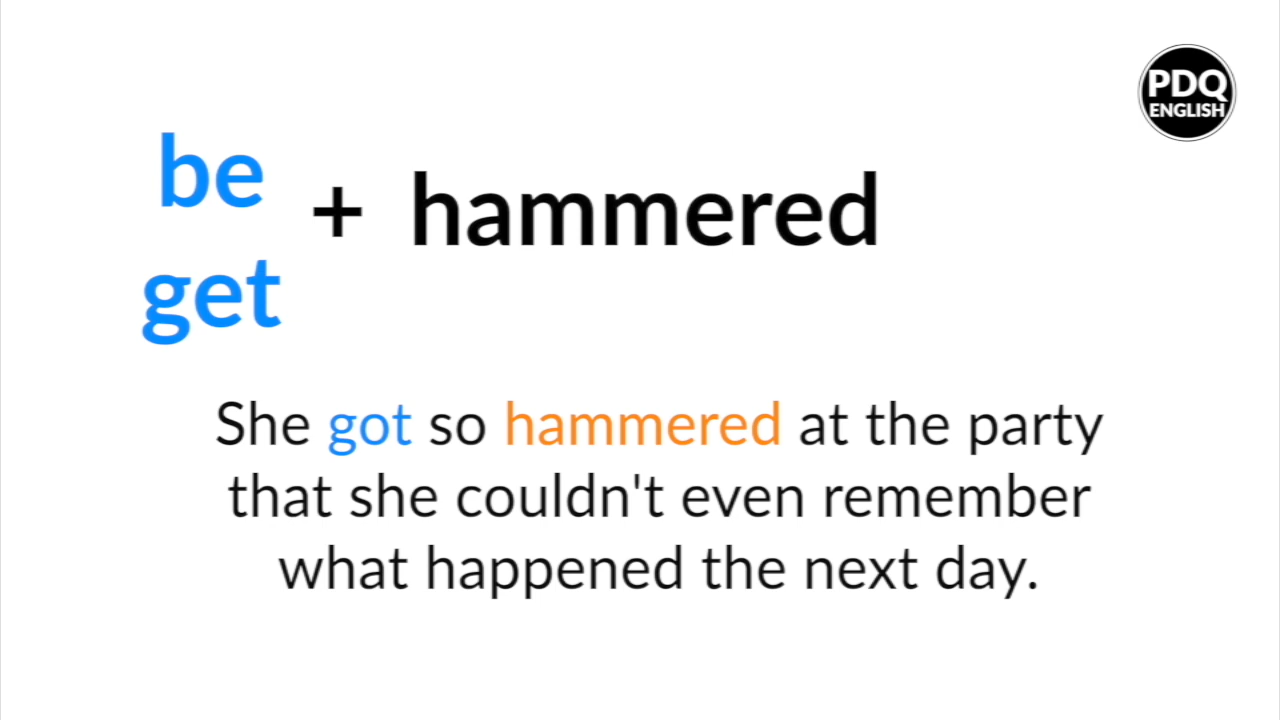 PDQ
ENGLISH
be
get
+ hammered
She got so hammered at the party
that she couldn't even remember
what happened the next day.